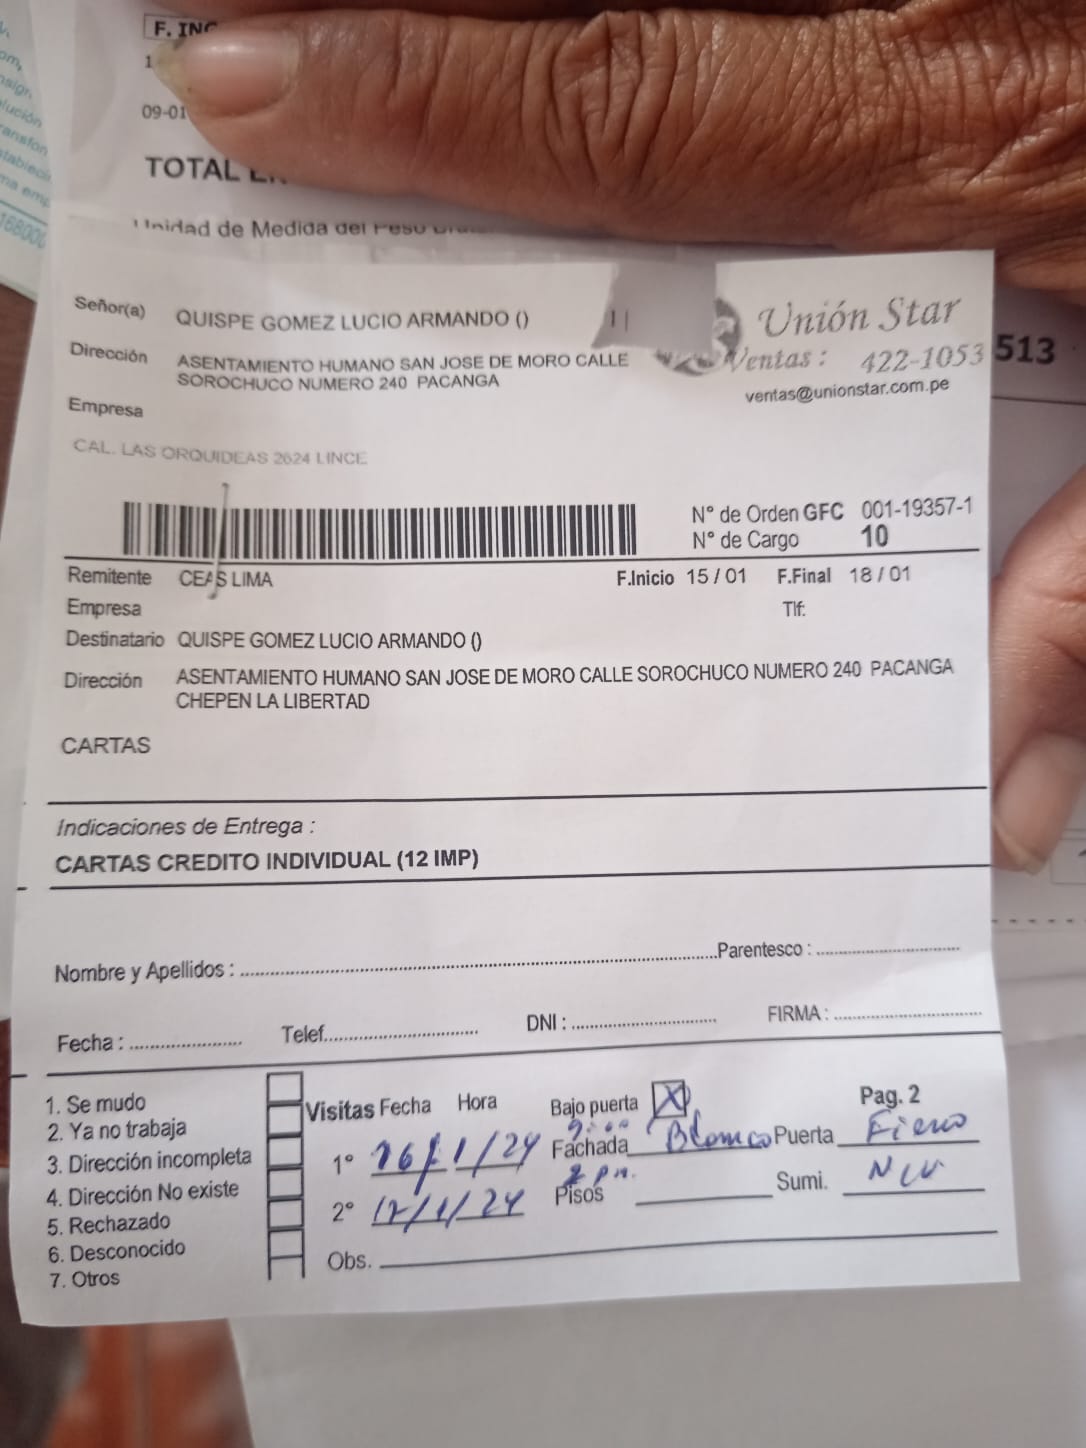 F. INC
1
09-01
TOTAL
Unidad de Medida del Peso
Señor(a) QUISPE GOMEZ LUCIO ARMANDO ()
Unión Star
Dirección ASENTAMIENTO HUMANO SAN JOSE DE MORO CALLE
SOROCHUCO NUMERO 240 PACANGA
Ventas : 422-1053
513
ventas@unionstar.com.pe
Empresa
CAL. LAS ORQUIDEAS 2624 LINCE
N° de Orden GFC 001-19357-1
N° de Cargo 10
Remitente CEAS LIMA F.Inicio 15 / 01 F.Final 18 / 01
Empresa Tlf:
Destinatario QUISPE GOMEZ LUCIO ARMANDO ()
Dirección ASENTAMIENTO HUMANO SAN JOSE DE MORO CALLE SOROCHUCO NUMERO 240 PACANGA
CHEPEN LA LIBERTAD
CARTAS
Indicaciones de Entrega :
CARTAS CREDITO INDIVIDUAL (12 IMP)
Nombre y Apellidos : Parentesco :
Fecha : Telef. DNI : FIRMA :
1. Se mudo
2. Ya no trabaja
3. Dirección incompleta
4. Dirección No existe
5. Rechazado
6. Desconocido
7. Otros
Visitas Fecha Hora Bajo puerta X Pag. 2
1° 16/1/24 Fachada Blanco Puerta Fierro
2° 17/1/24 Pisos Sumi.
Obs.